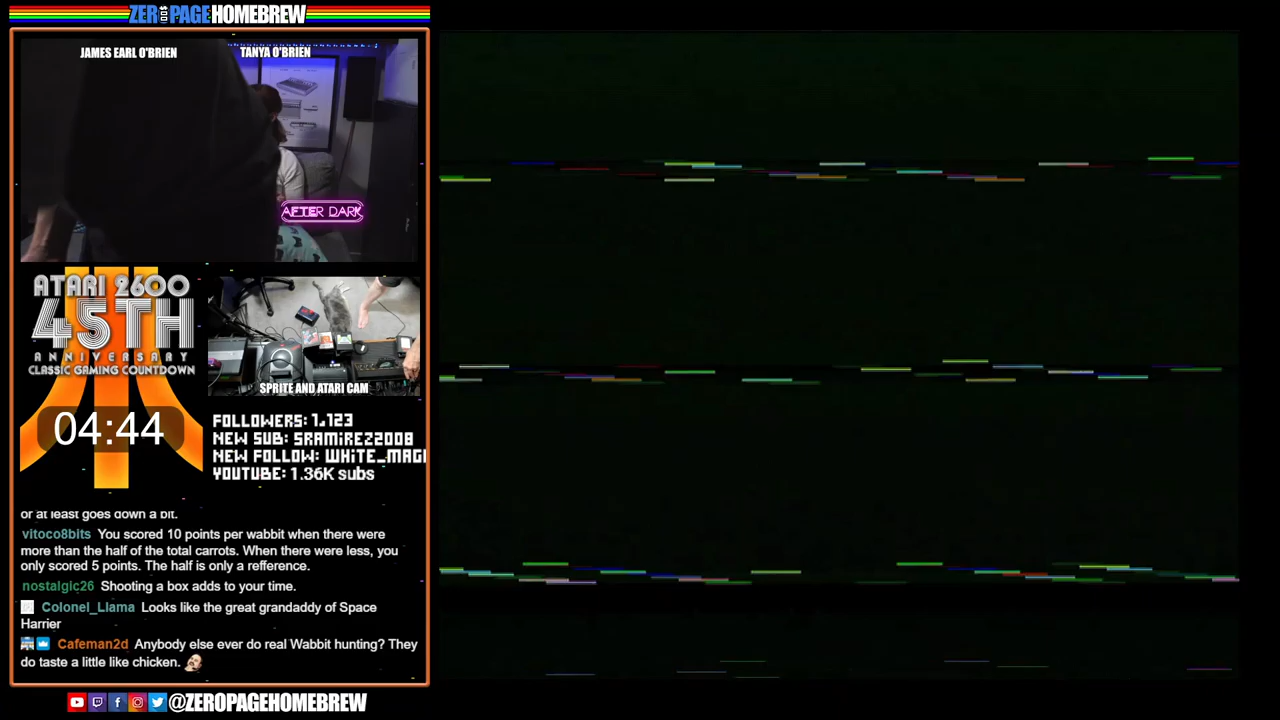 ZEROPAGEHOMEBREW
JAMES EARL O'BRIEN
TANYA O'BRIEN
AFTER DARK
ATARI 2600
45TH
ANNIVERSARY
CLASSIC GAMING COUNTDOWN
04:44
SPRITE AND ATARI CAM
FOLLOWERS: 1,123
NEW SUB: SRAMIREZ2008
NEW FOLLOW: WHITE_MAG
YOUTUBE: 1.36K subs
or at least goes down a bit.
vitoco8bits You scored 10 points per wabbit when there were
more than the half of the total carrots. When there were less, you
only scored 5 points. The half is only a refference.
nostalgic26 Shooting a box adds to your time.
Colonel_Llama Looks like the great grandaddy of Space
Harrier
Cafeman2d Anybody else ever do real Wabbit hunting? They
do taste a little like chicken.
@ZEROPAGEHOMEBREW